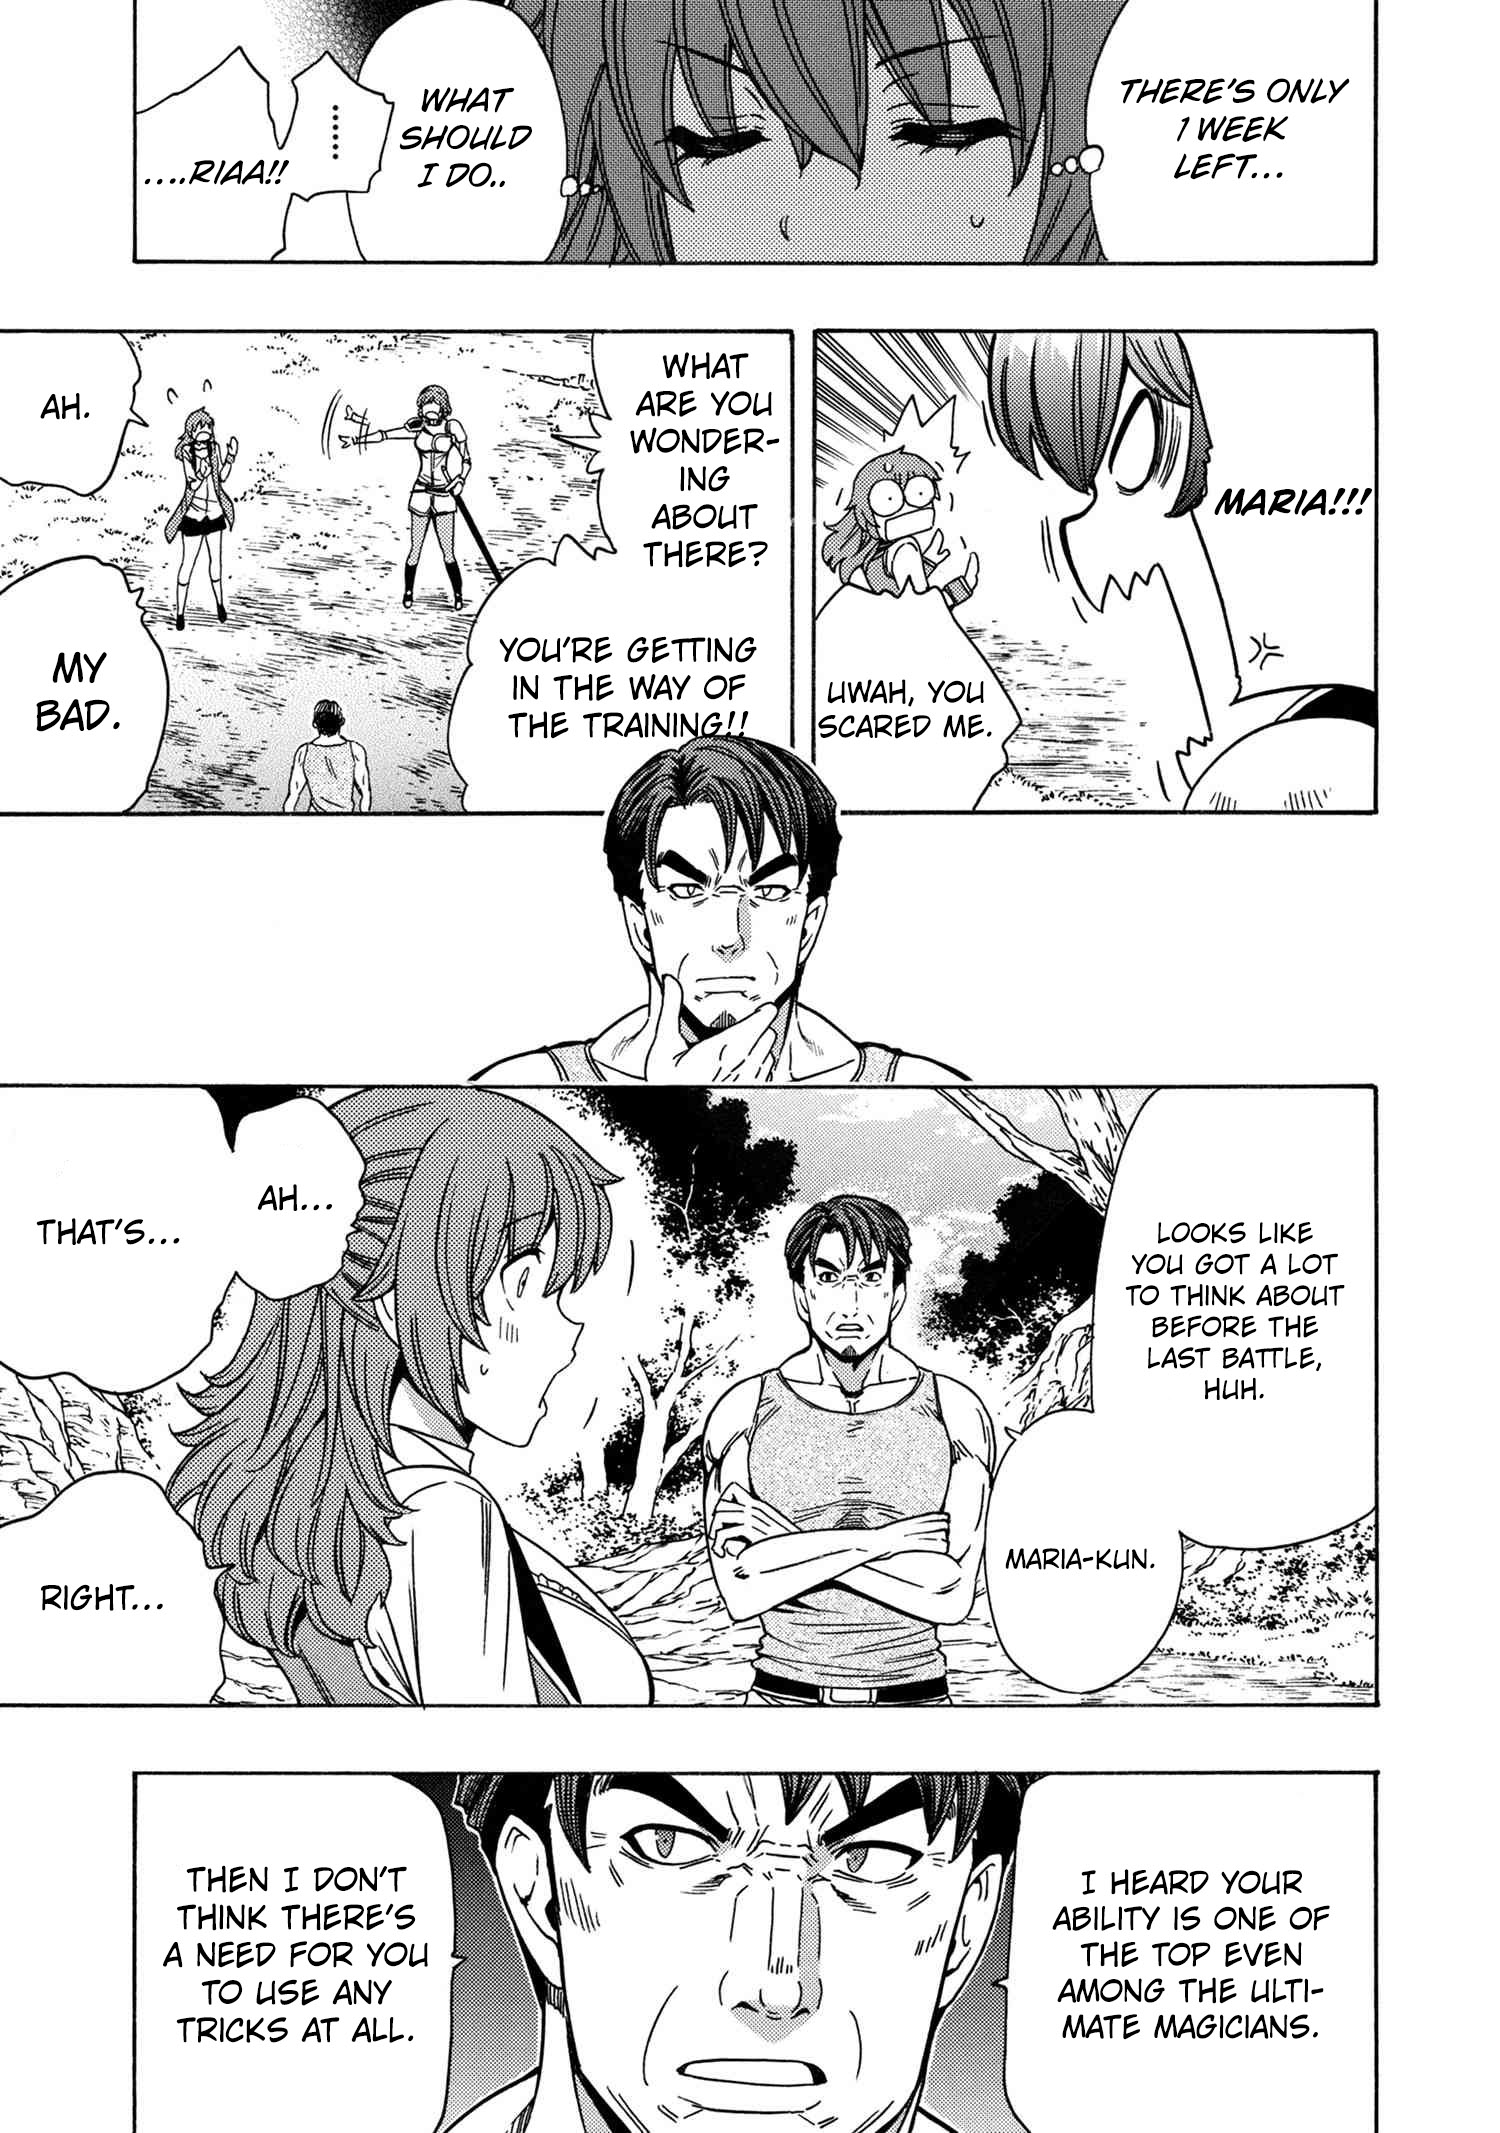 THERE'S ONLY
1 WEEK
LEFT...
WHAT
SHOULD
I DO..
......
....RIAA!!
MARIA!!!
UWAH, YOU
SCARED ME.
WHAT
ARE YOU
WONDER-
ING
ABOUT
THERE?
YOU'RE GETTING
IN THE WAY OF
THE TRAINING!!
AH.
MY
BAD.
LOOKS LIKE
YOU GOT A LOT
TO THINK ABOUT
BEFORE THE
LAST BATTLE,
HUH.
MARIA-KUN.
AH...
THAT'S...
RIGHT...
I HEARD YOUR
ABILITY IS ONE OF
THE TOP EVEN
AMONG THE ULTI-
MATE MAGICIANS.
THEN I DON'T
THINK THERE'S
A NEED FOR YOU
TO USE ANY
TRICKS AT ALL.